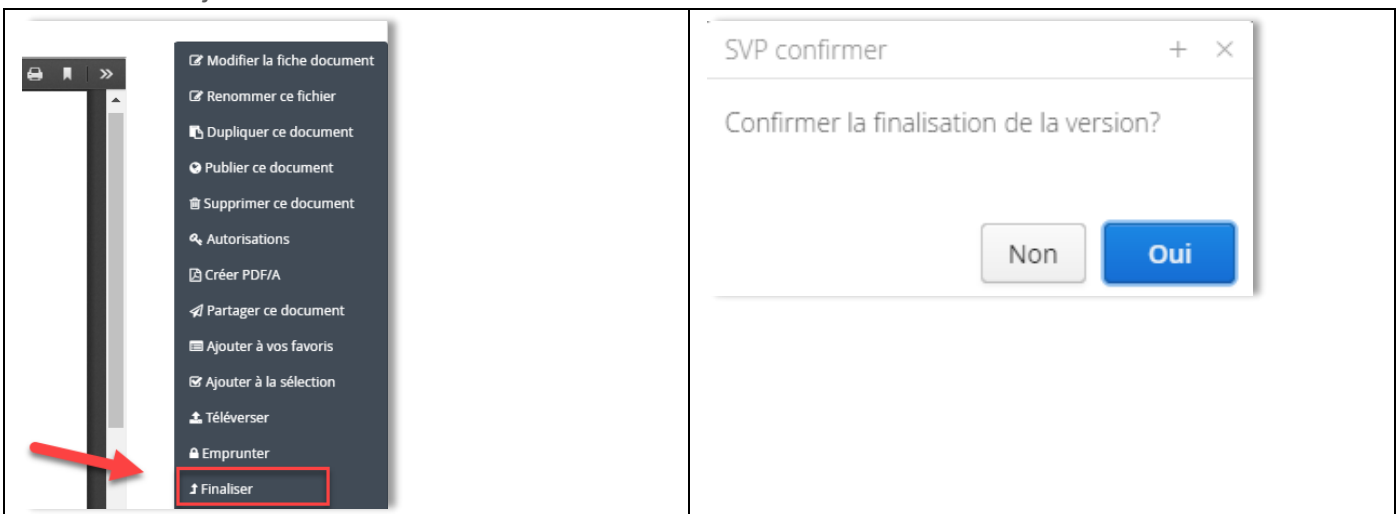 Modifier la fiche document
Renommer ce fichier
Dupliquer ce document
Publier ce document
Supprimer ce document
Autorisations
Créer PDF/A
Partager ce document
Ajouter à vos favoris
Ajouter à la sélection
Téléverser
Emprunter
Finaliser
SVP confirmer
Confirmer la finalisation de la version?
Non
Oui